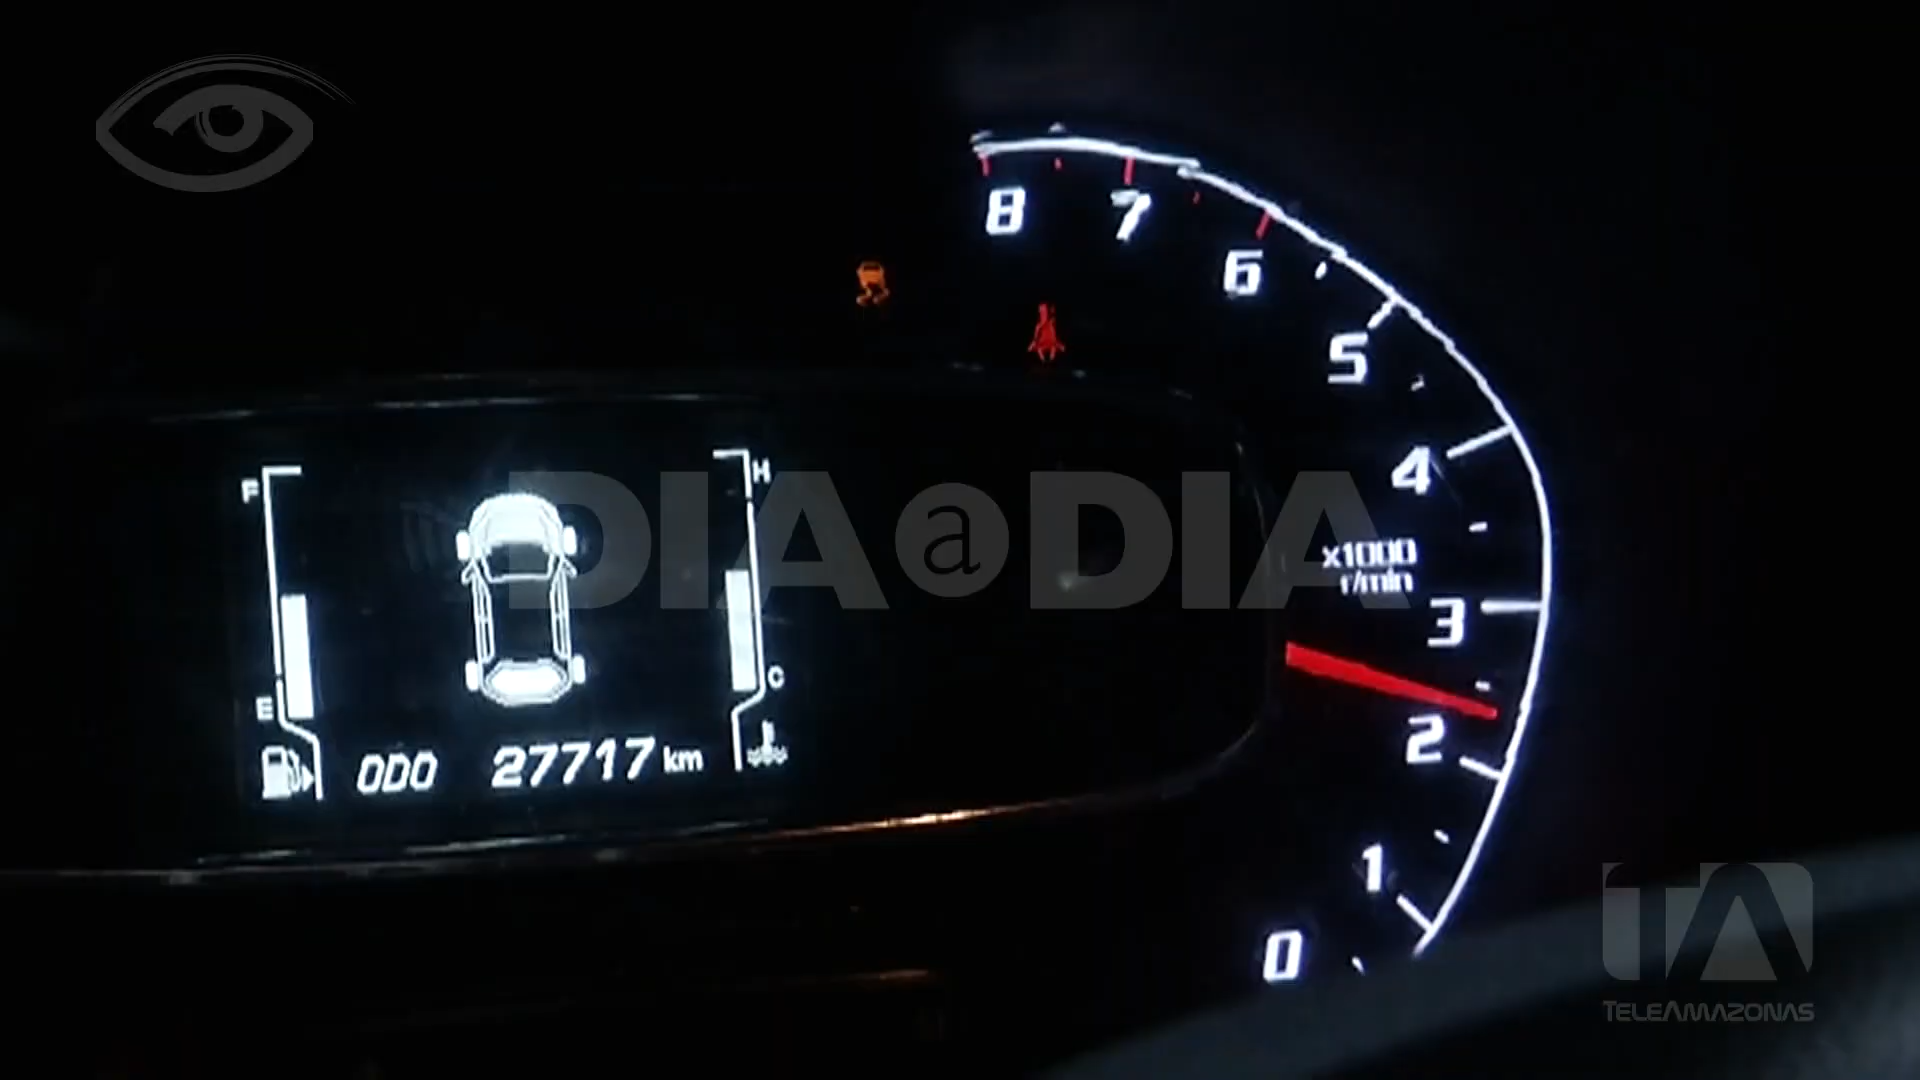 8
7
6
5
4
x1000
r/min
3
2
1
0
F
E
H
C
ODO 27717 km
DIA@DIA
TELEAMAZONAS